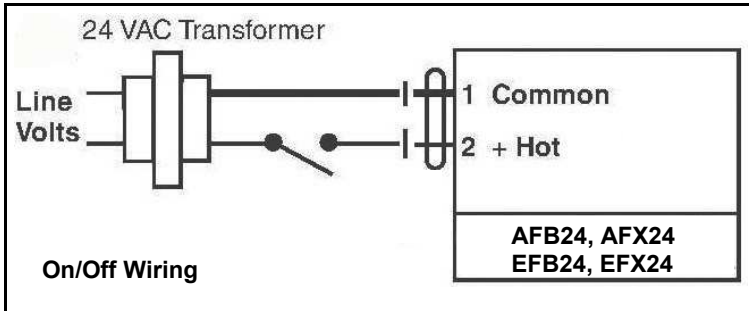 24 VAC Transformer
Line
Volts
1 Common
2 + Hot
AFB24, AFX24
EFB24, EFX24
On/Off Wiring